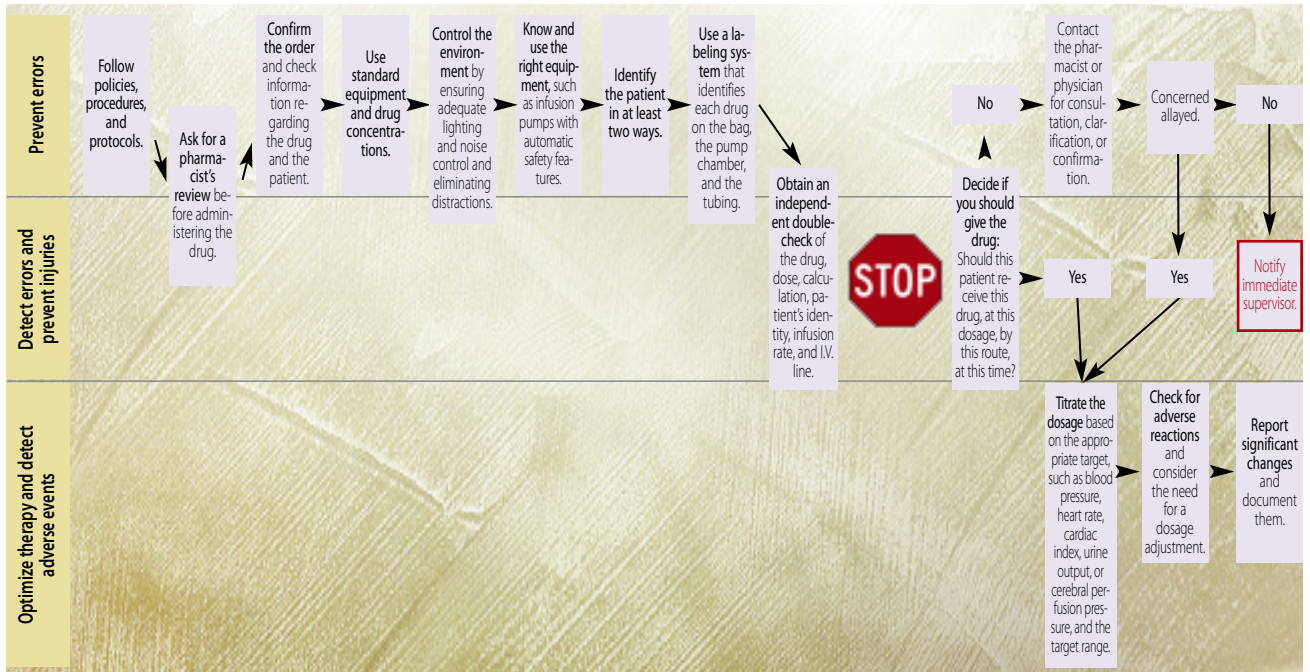 Prevent errors
Follow
policies,
procedures,
and
protocols.
Ask for a
pharma-
cist's
review be-
fore admin-
istering the
drug.
Confirm
the order
and check
information
re-
garding
the drug
and the
patient.
Use
standard
equipment
and drug
concentra-
tions.
Control the
environ-
ment by
ensuring
adequate
lighting
and noise
control and
eliminating
distractions.
Know and
use the
right equip-
ment, such
as infusion
pumps with
automatic
safety fea-
tures.
Identify
the patient
in at least
two ways.
Use a la-
beling sys-
tem that
identifies
each drug
on the bag,
the pump
chamber,
and the
tubing.
Obtain an
independent
double-
check of
the drug,
dose, calcu-
lation, pa-
tient's iden-
tity, infusion
rate, and I.V.
line.
STOP
Decide if
you should
give the
drug:
Should this
patient re-
ceive this
drug, at this
dosage, by
this route,
at this time?
No
Contact
the phar-
macist or
physician
for consul-
tation, clar-
ification, or
confirma-
tion.
Concerned
allayed.
No
Detect errors and
prevent injuries
Yes
Yes
Notify
immediate
supervisor.
Optimize therapy and detect
adverse events
Titrate the
dosage based
on the appro-
priate target,
such as blood
pressure,
heart rate,
cardiac
index, urine
output, or
cerebral per-
fusion pres-
sure, and the
target range.
Check for
adverse
reactions
and
consider
the need
for a
dosage
adjustment.
Report
significant
changes
and
document
them.